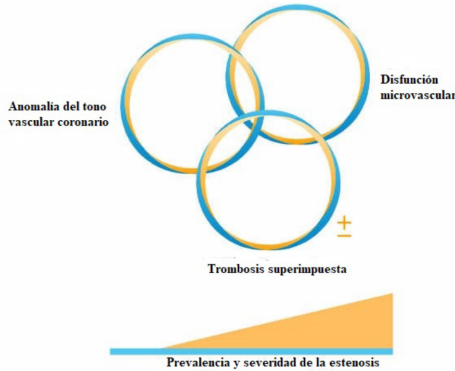 Anomalía del tono
vascular coronario
Disfunción
microvascular
±
Trombosis superimpuesta
Prevalencia y severidad de la estenosis